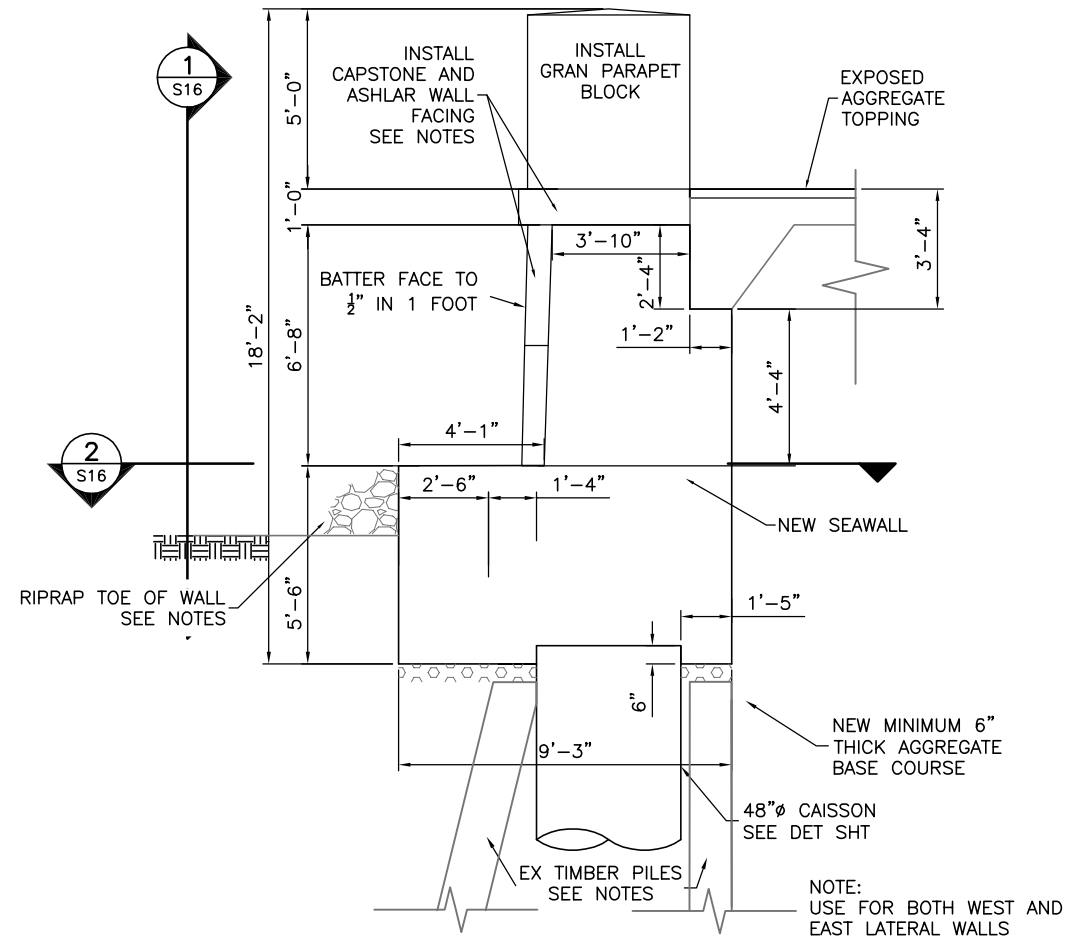 1
S16
INSTALL
CAPSTONE AND
ASHLAR WALL
FACING
SEE NOTES
INSTALL
GRAN PARAPET
BLOCK
EXPOSED
AGGREGATE
TOPPING
5'-0"
1'-0"
3'-10"
2'-4"
3'-4"
BATTER FACE TO
½" IN 1 FOOT
18'-2"
6'-8"
1'-2"
4'-4"
4'-1"
2
S16
2'-6"
1'-4"
NEW SEAWALL
RIPRAP TOE OF WALL
SEE NOTES
5'-6"
1'-5"
6"
9'-3"
NEW MINIMUM 6"
THICK AGGREGATE
BASE COURSE
48"ø CAISSON
SEE DET SHT
EX TIMBER PILES
SEE NOTES
NOTE:
USE FOR BOTH WEST AND
EAST LATERAL WALLS